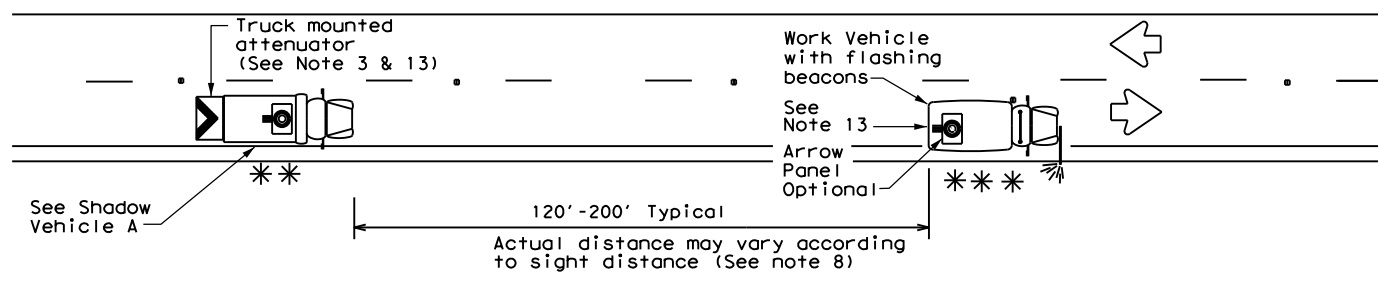 Truck mounted
attenuator
(See Note 3 & 13)
Work Vehicle
with flashing
beacons
See
Note 13
Arrow
Panel
Optional
See Shadow
Vehicle A
120'-200' Typical
Actual distance may vary according
to sight distance (See note 8)